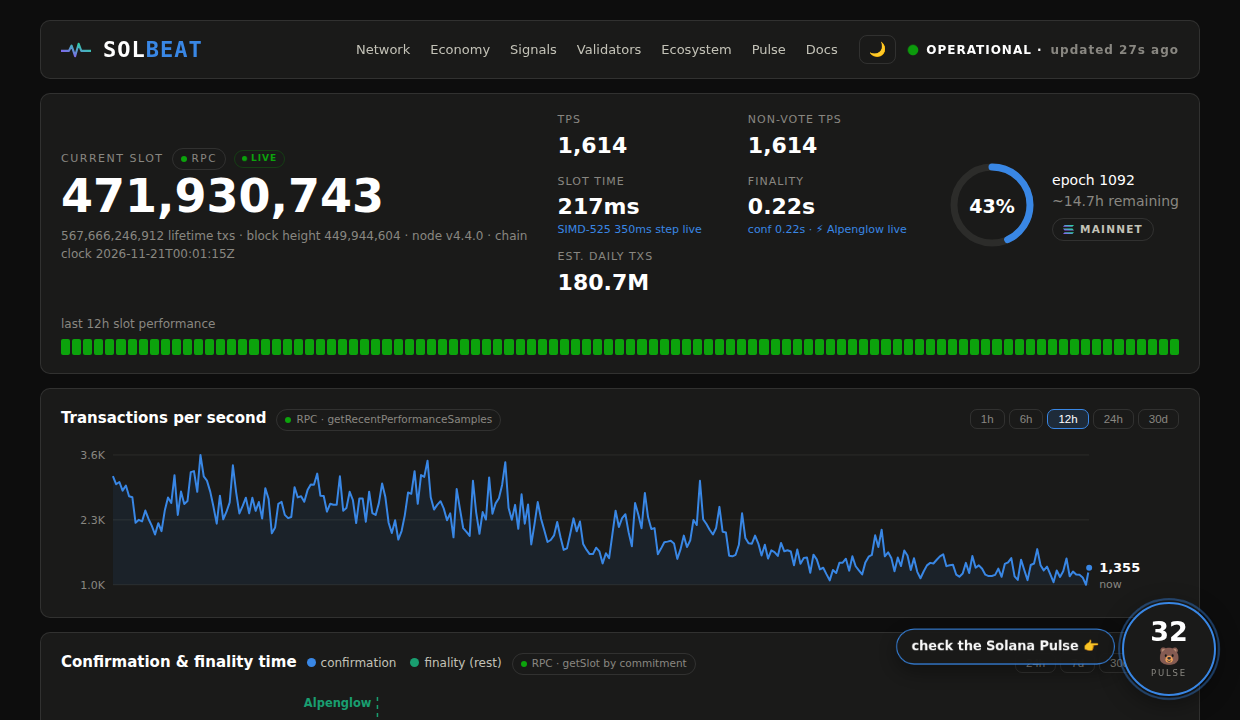 SOLBEAT
Network Economy Signals Validators Ecosystem Pulse Docs 🌙 OPERATIONAL · updated 27s ago
CURRENT SLOT RPC LIVE
471,930,743
567,666,246,912 lifetime txs · block height 449,944,604 · node v4.4.0 · chain
clock 2026-11-21T00:01:15Z
TPS
1,614
NON-VOTE TPS
1,614
SLOT TIME
217ms
SIMD-525 350ms step live
FINALITY
0.22s
conf 0.22s · ⚡ Alpenglow live
EST. DAILY TXS
180.7M
43%
epoch 1092
~14.7h remaining
MAINNET
last 12h slot performance
Transactions per second RPC · getRecentPerformanceSamples
1h 6h 12h 24h 30d
3.6K
2.3K
1.0K
1,355
now
Confirmation & finality time confirmation finality (rest) RPC · getSlot by commitment
Alpenglow
check the Solana Pulse 👉
32
🐻
PULSE